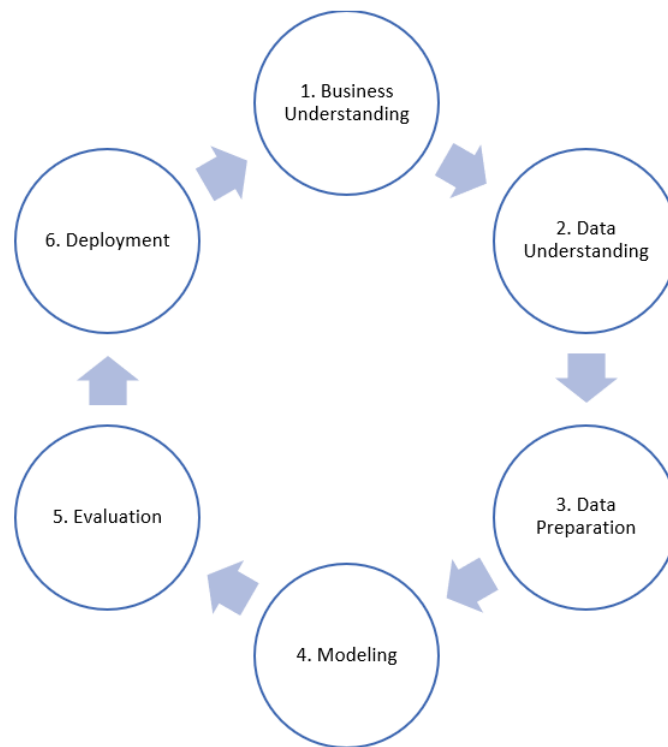 1. Business
Understanding
2. Data
Understanding
3. Data
Preparation
4. Modeling
5. Evaluation
6. Deployment